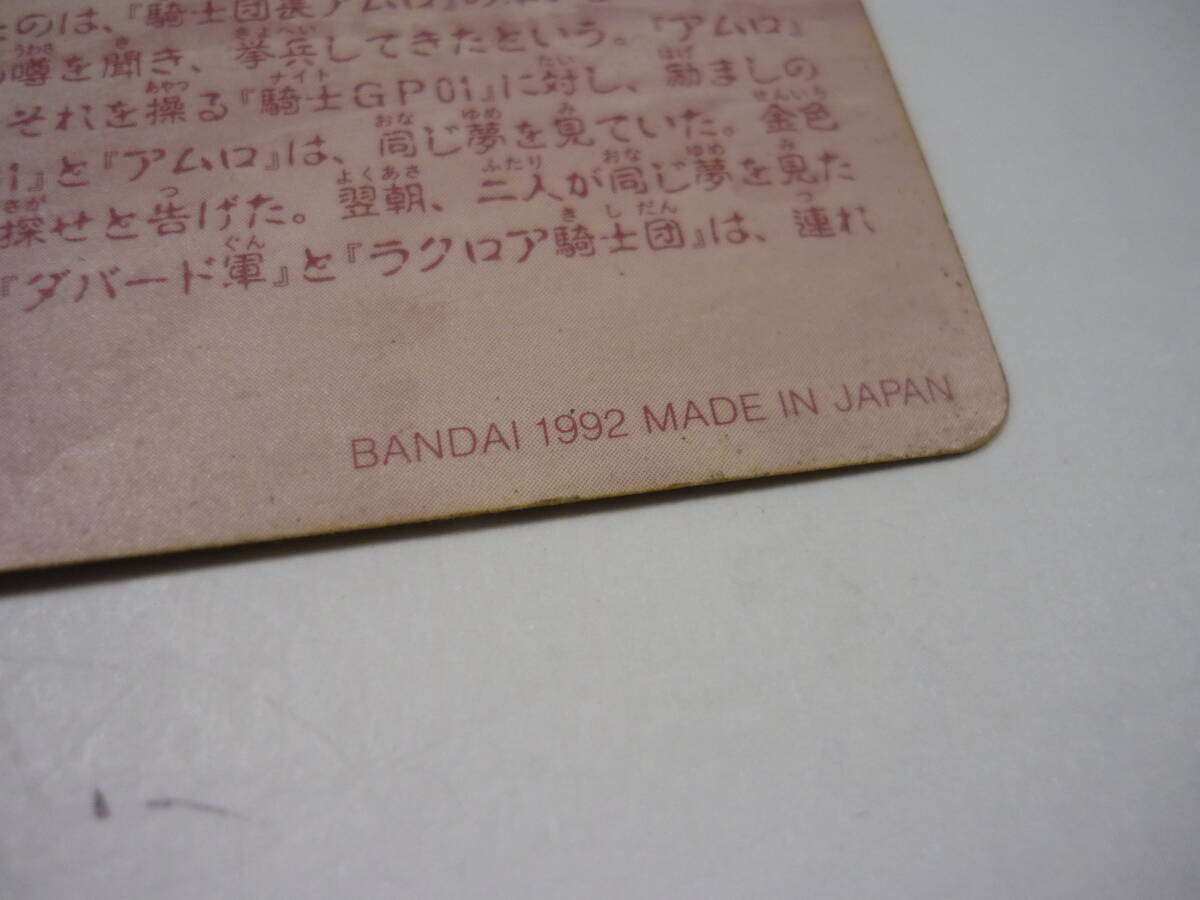 たのは、『騎士団長アムロ』の
噂を聞き、挙兵してきたという。『アムロ』
それを操る『騎士GP01』に対し、励ましの
』と『アムロ』は、同じ夢を見ていた。金色
探せと告げた。翌朝、二人が同じ夢を見た
『ダバード軍』と『ラクロア騎士団』は、連れ
BANDAI 1992 MADE IN JAPAN